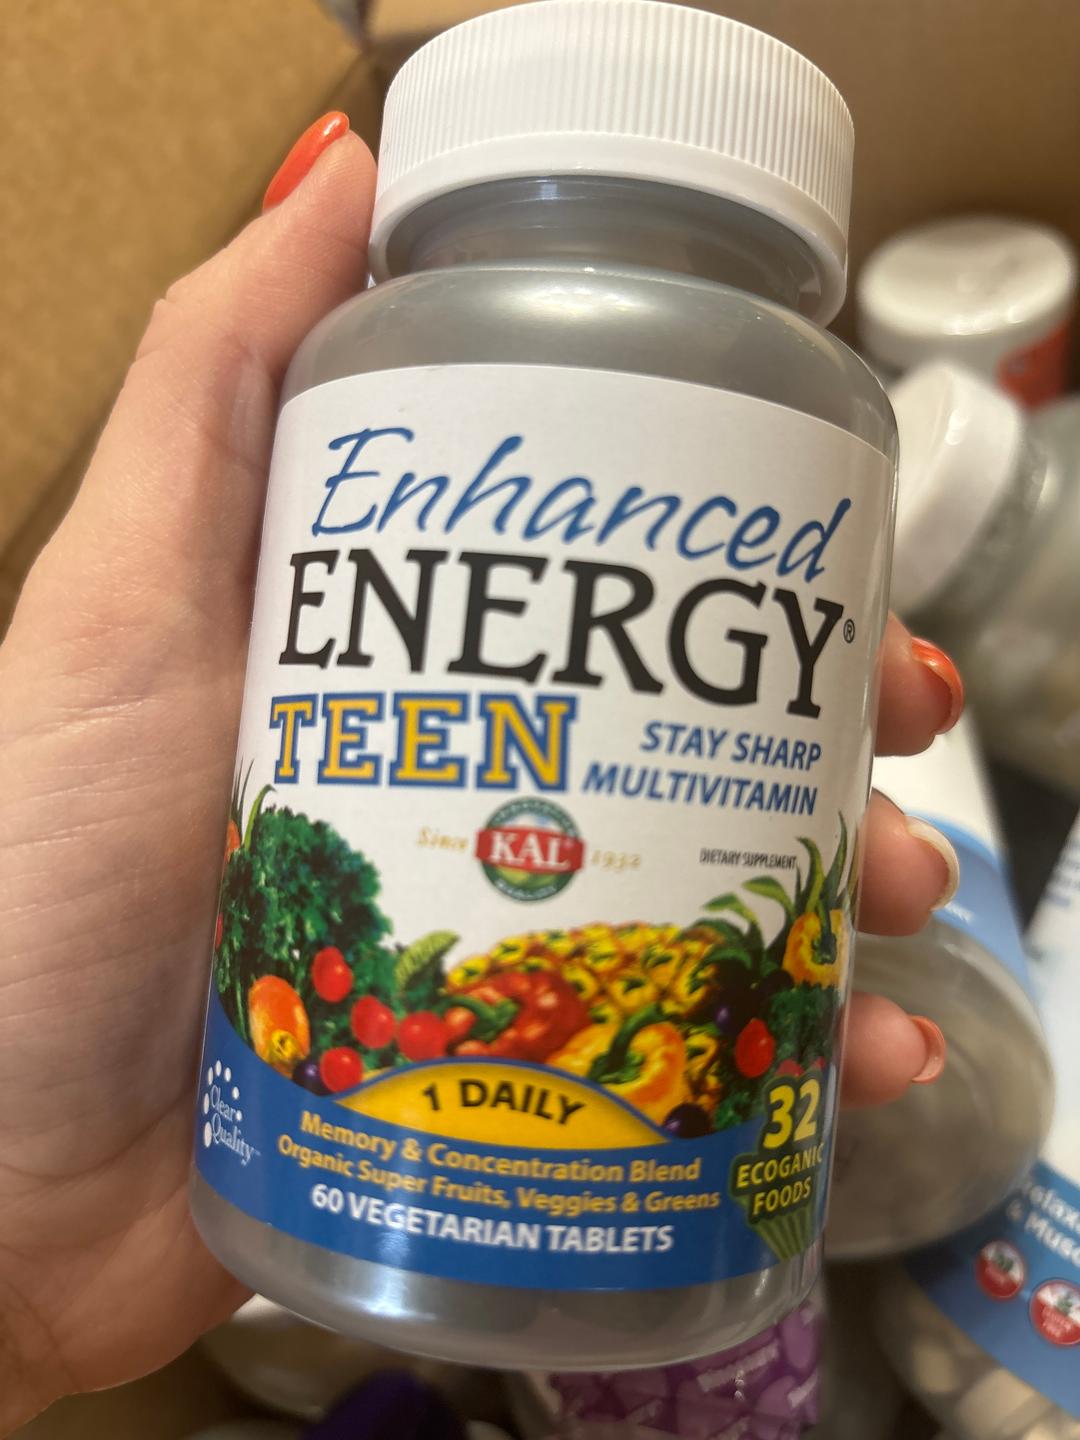 Enhanced
ENERGY®
TEEN
STAY SHARP
MULTIVITAMIN
Since KAL® 1932
DIETARY SUPPLEMENT
1 DAILY
Clear
Quality™
Memory & Concentration Blend
Organic Super Fruits, Veggies & Greens
60 VEGETARIAN TABLETS
32
ECOGANIC
FOODS